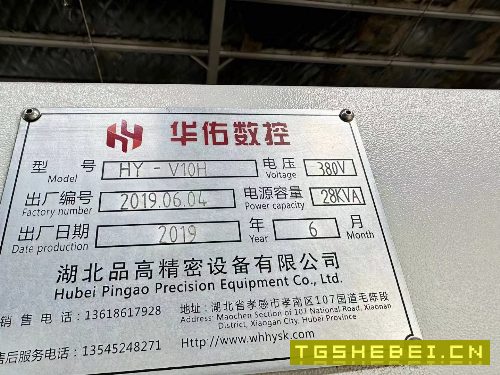 华佑数控
型号 HY-V10H 电压 380V
Model Voltage
出厂编号 2019.06.04 电源容量 28KVA
Factory number Power capacity
出厂日期 2019 年 6 月
Date production Year Month
湖北品高精密设备有限公司
Hubei Pingao Precision Equipment Co., Ltd.
销售电话: 13618617928 地址: 湖北省孝感市孝南区107国道毛陈段
Address: Maochen Section of 107 National Road, Xiaonan
District, Xiangan City, Hubei Province
售后服务电话: 13545248271 Http://www.whhysk.com
TGSHEBEI.CN